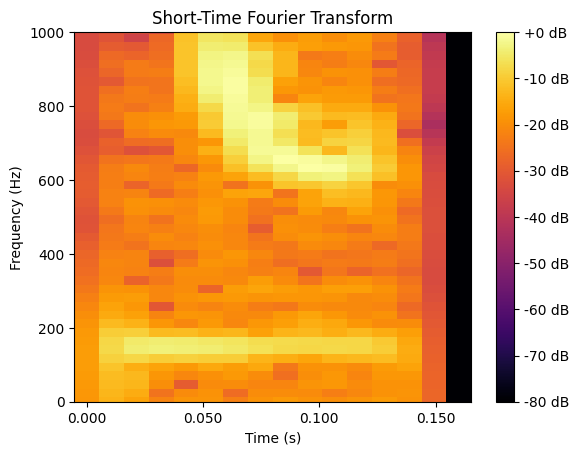 Short-Time Fourier Transform
1000
800
600
400
200
0
Frequency (Hz)
0.000
0.050
0.100
0.150
Time (s)
+0 dB
-10 dB
-20 dB
-30 dB
-40 dB
-50 dB
-60 dB
-70 dB
-80 dB